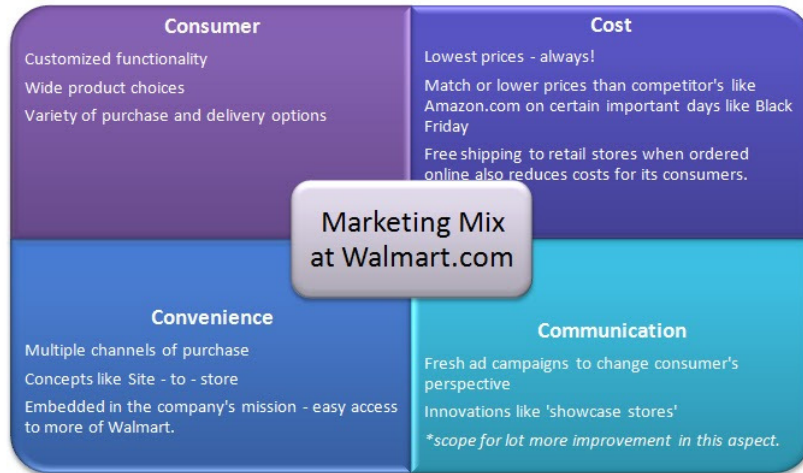 Consumer
Customized functionality
Wide product choices
Variety of purchase and delivery options
Cost
Lowest prices - always!
Match or lower prices than competitor's like
Amazon.com on certain important days like Black
Friday
Free shipping to retail stores when ordered
online also reduces costs for its consumers.
Marketing Mix
at Walmart.com
Convenience
Multiple channels of purchase
Concepts like Site - to - store
Embedded in the company's mission - easy access
to more of Walmart.
Communication
Fresh ad campaigns to change consumer's
perspective
Innovations like 'showcase stores'
*scope for lot more improvement in this aspect.